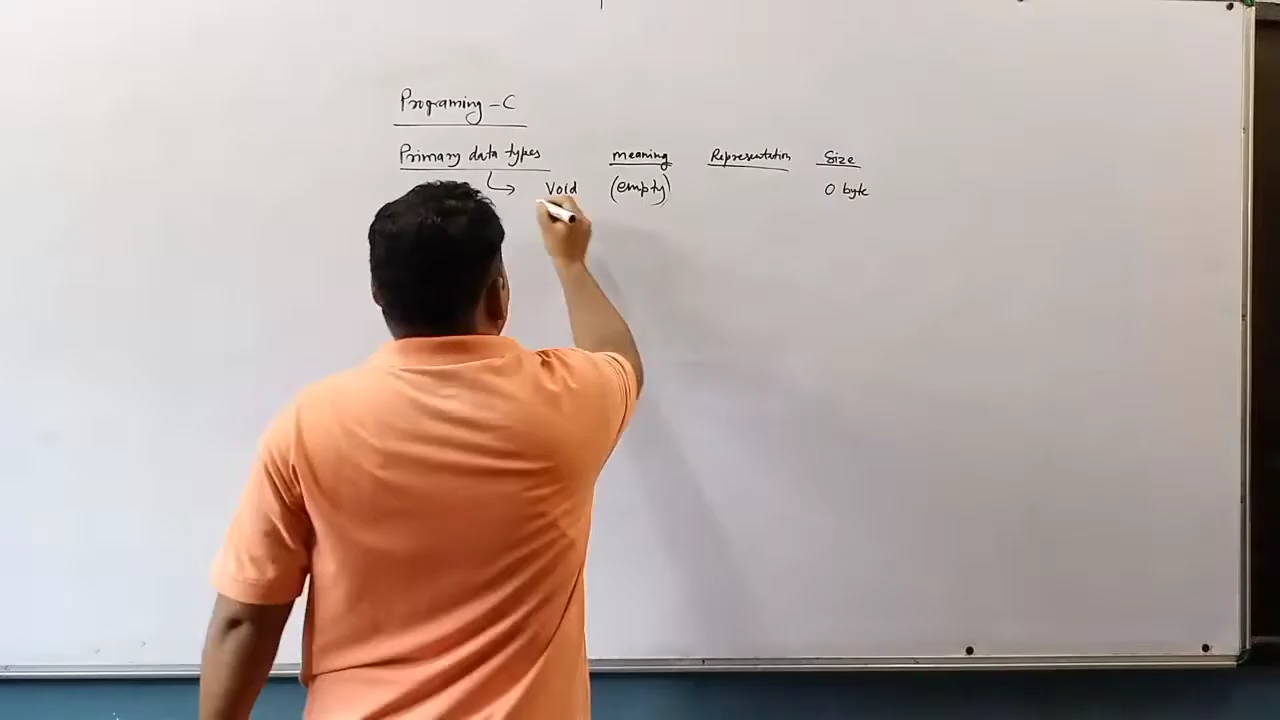 Programing - C
Primary data types meaning Representation Size
Void (empty) 0 byte